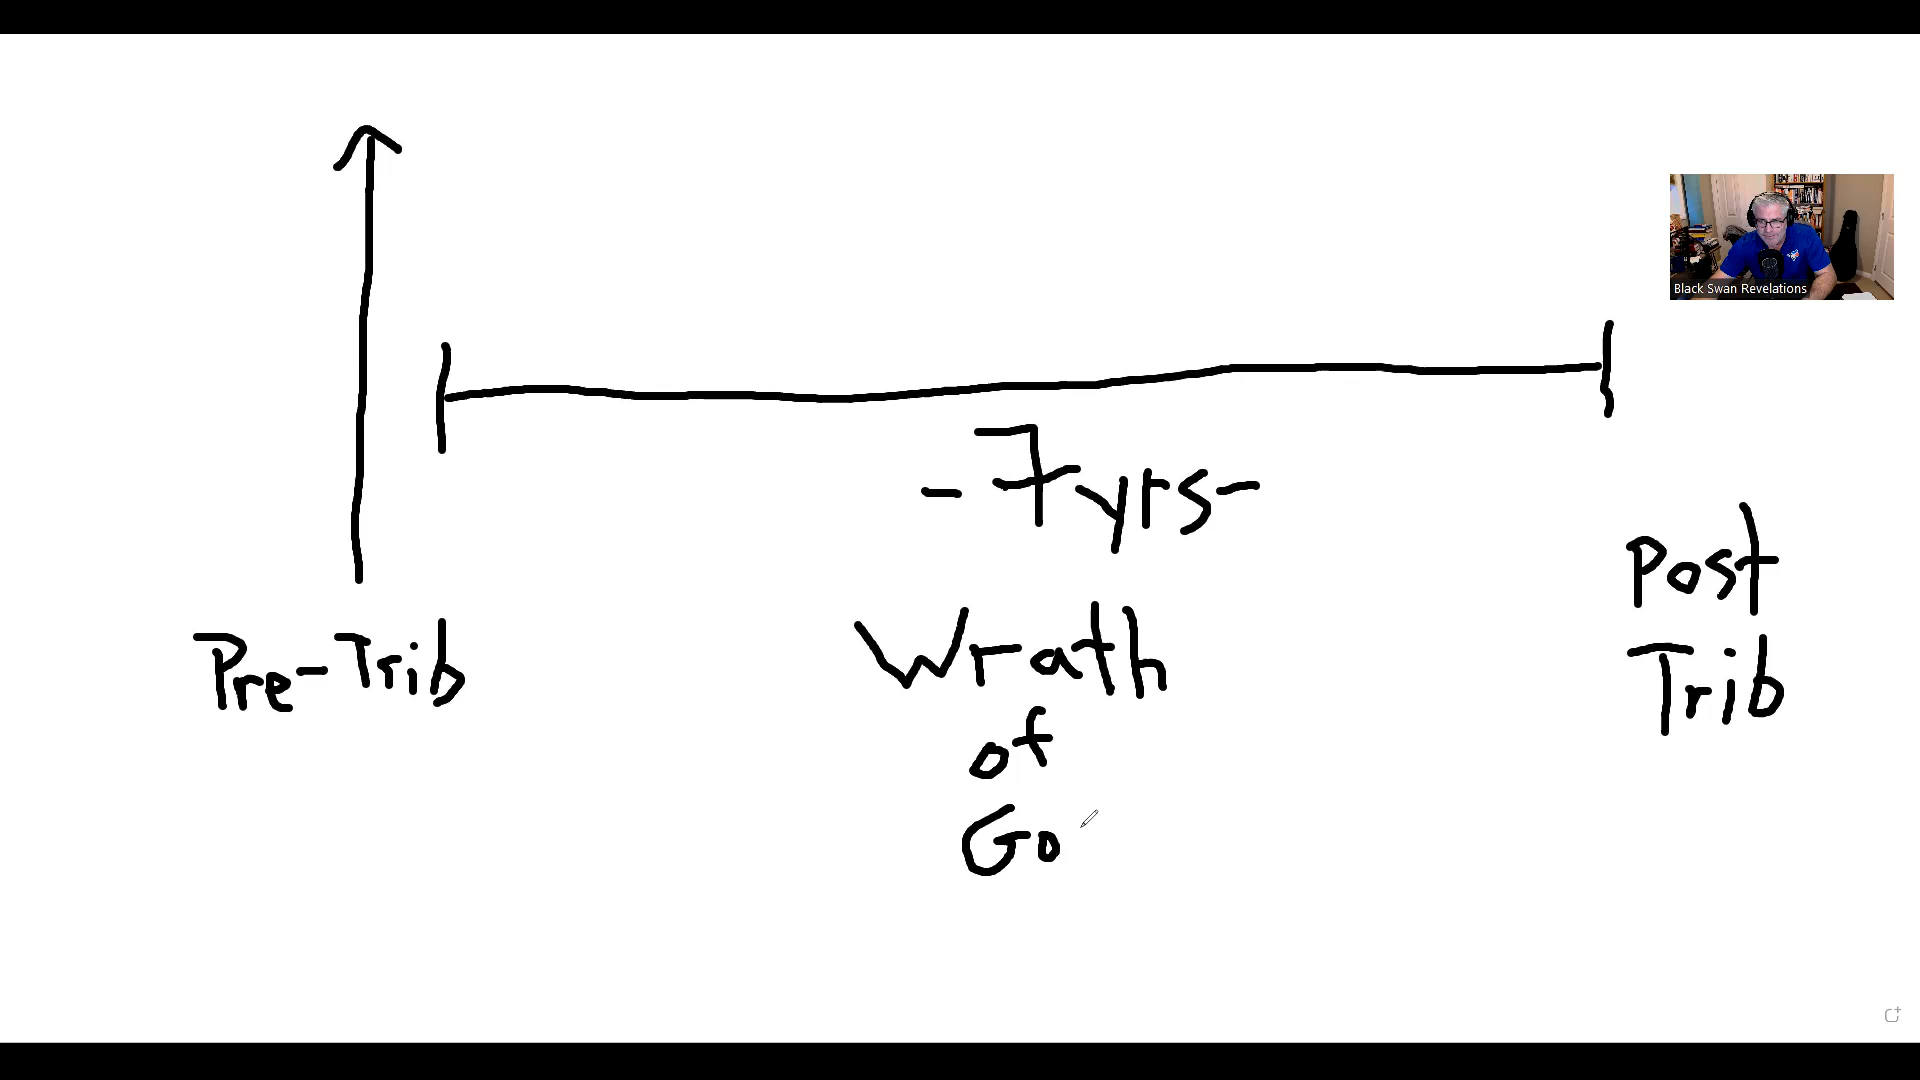 - 7yrs -
Post
Trib
Pre-Trib
Wrath
of
Go
Black Swan Revelations